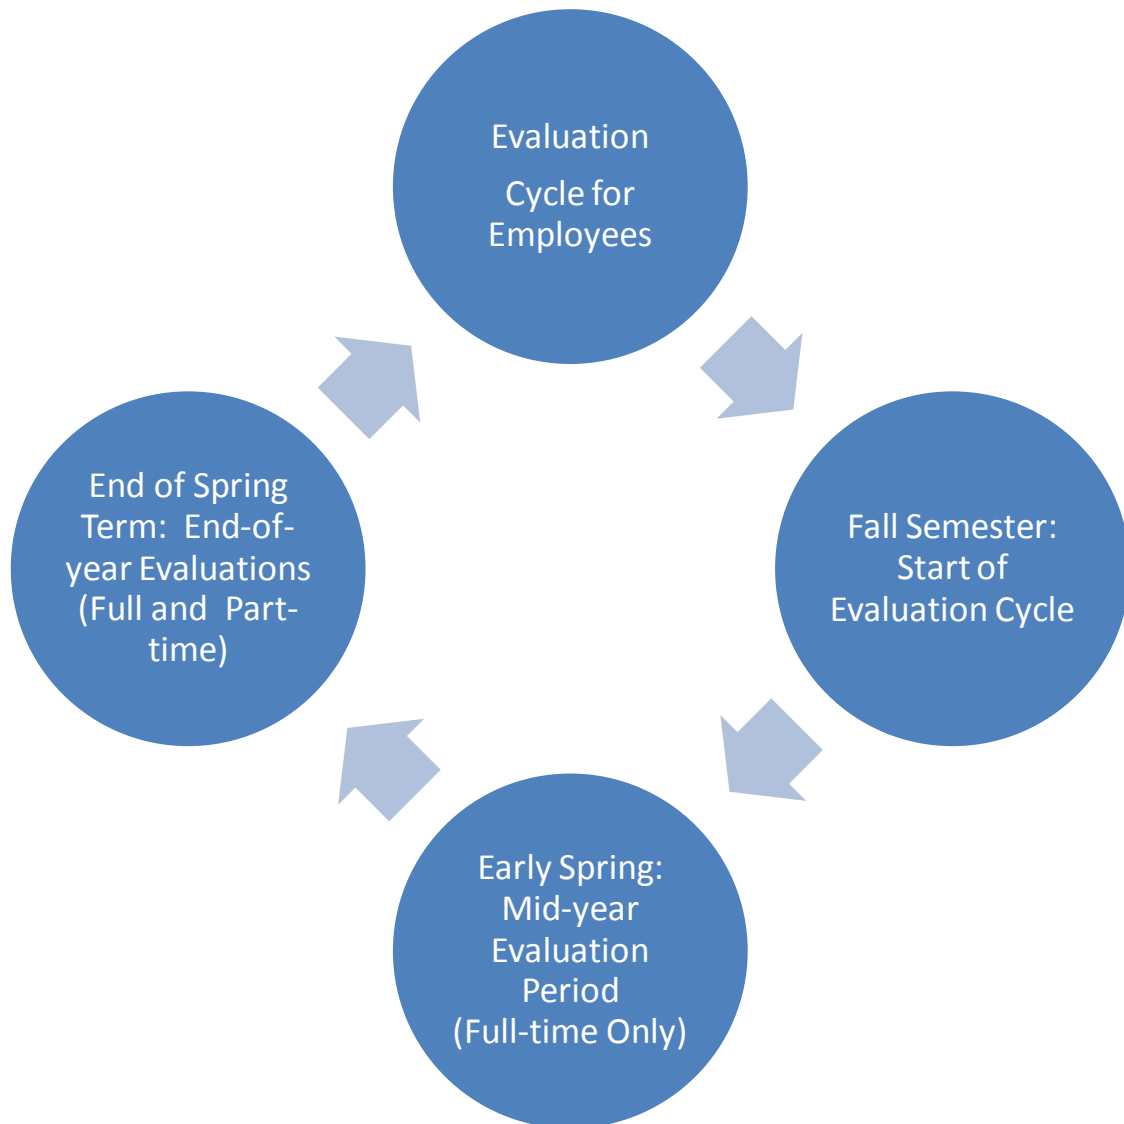 Evaluation
Cycle for
Employees
Fall Semester:
Start of
Evaluation Cycle
Early Spring:
Mid-year
Evaluation
Period
(Full-time Only)
End of Spring
Term:  End-of-
year Evaluations
(Full and  Part-
time)